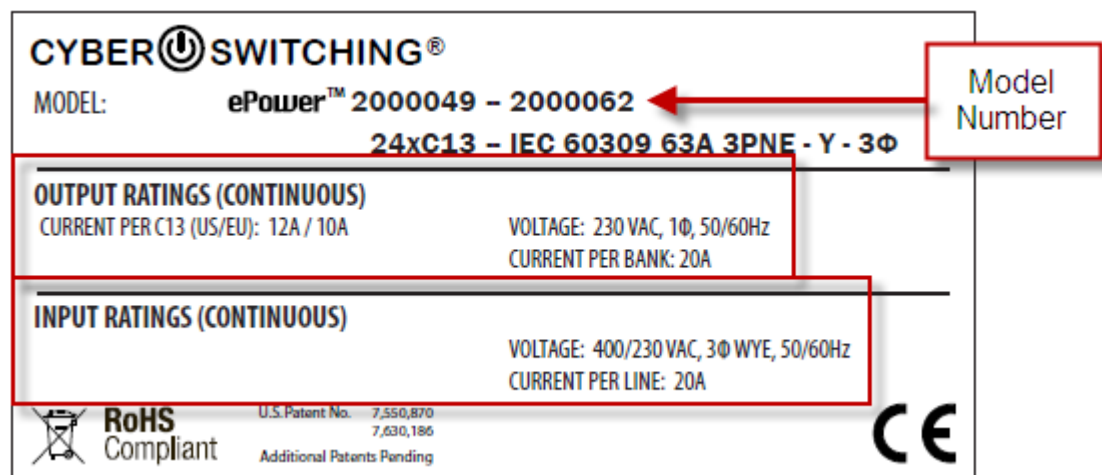 CYBER SWITCHING®
MODEL: ePower™ 2000049 – 2000062
24xC13 – IEC 60309 63A 3PNE - Y - 3Φ
Model
Number
OUTPUT RATINGS (CONTINUOUS)
CURRENT PER C13 (US/EU): 12A / 10A
VOLTAGE: 230 VAC, 1Φ, 50/60Hz
CURRENT PER BANK: 20A
INPUT RATINGS (CONTINUOUS)
VOLTAGE: 400/230 VAC, 3Φ WYE, 50/60Hz
CURRENT PER LINE: 20A
RoHS
Compliant
U.S. Patent No. 7,550,870
7,630,186
Additional Patents Pending
CE